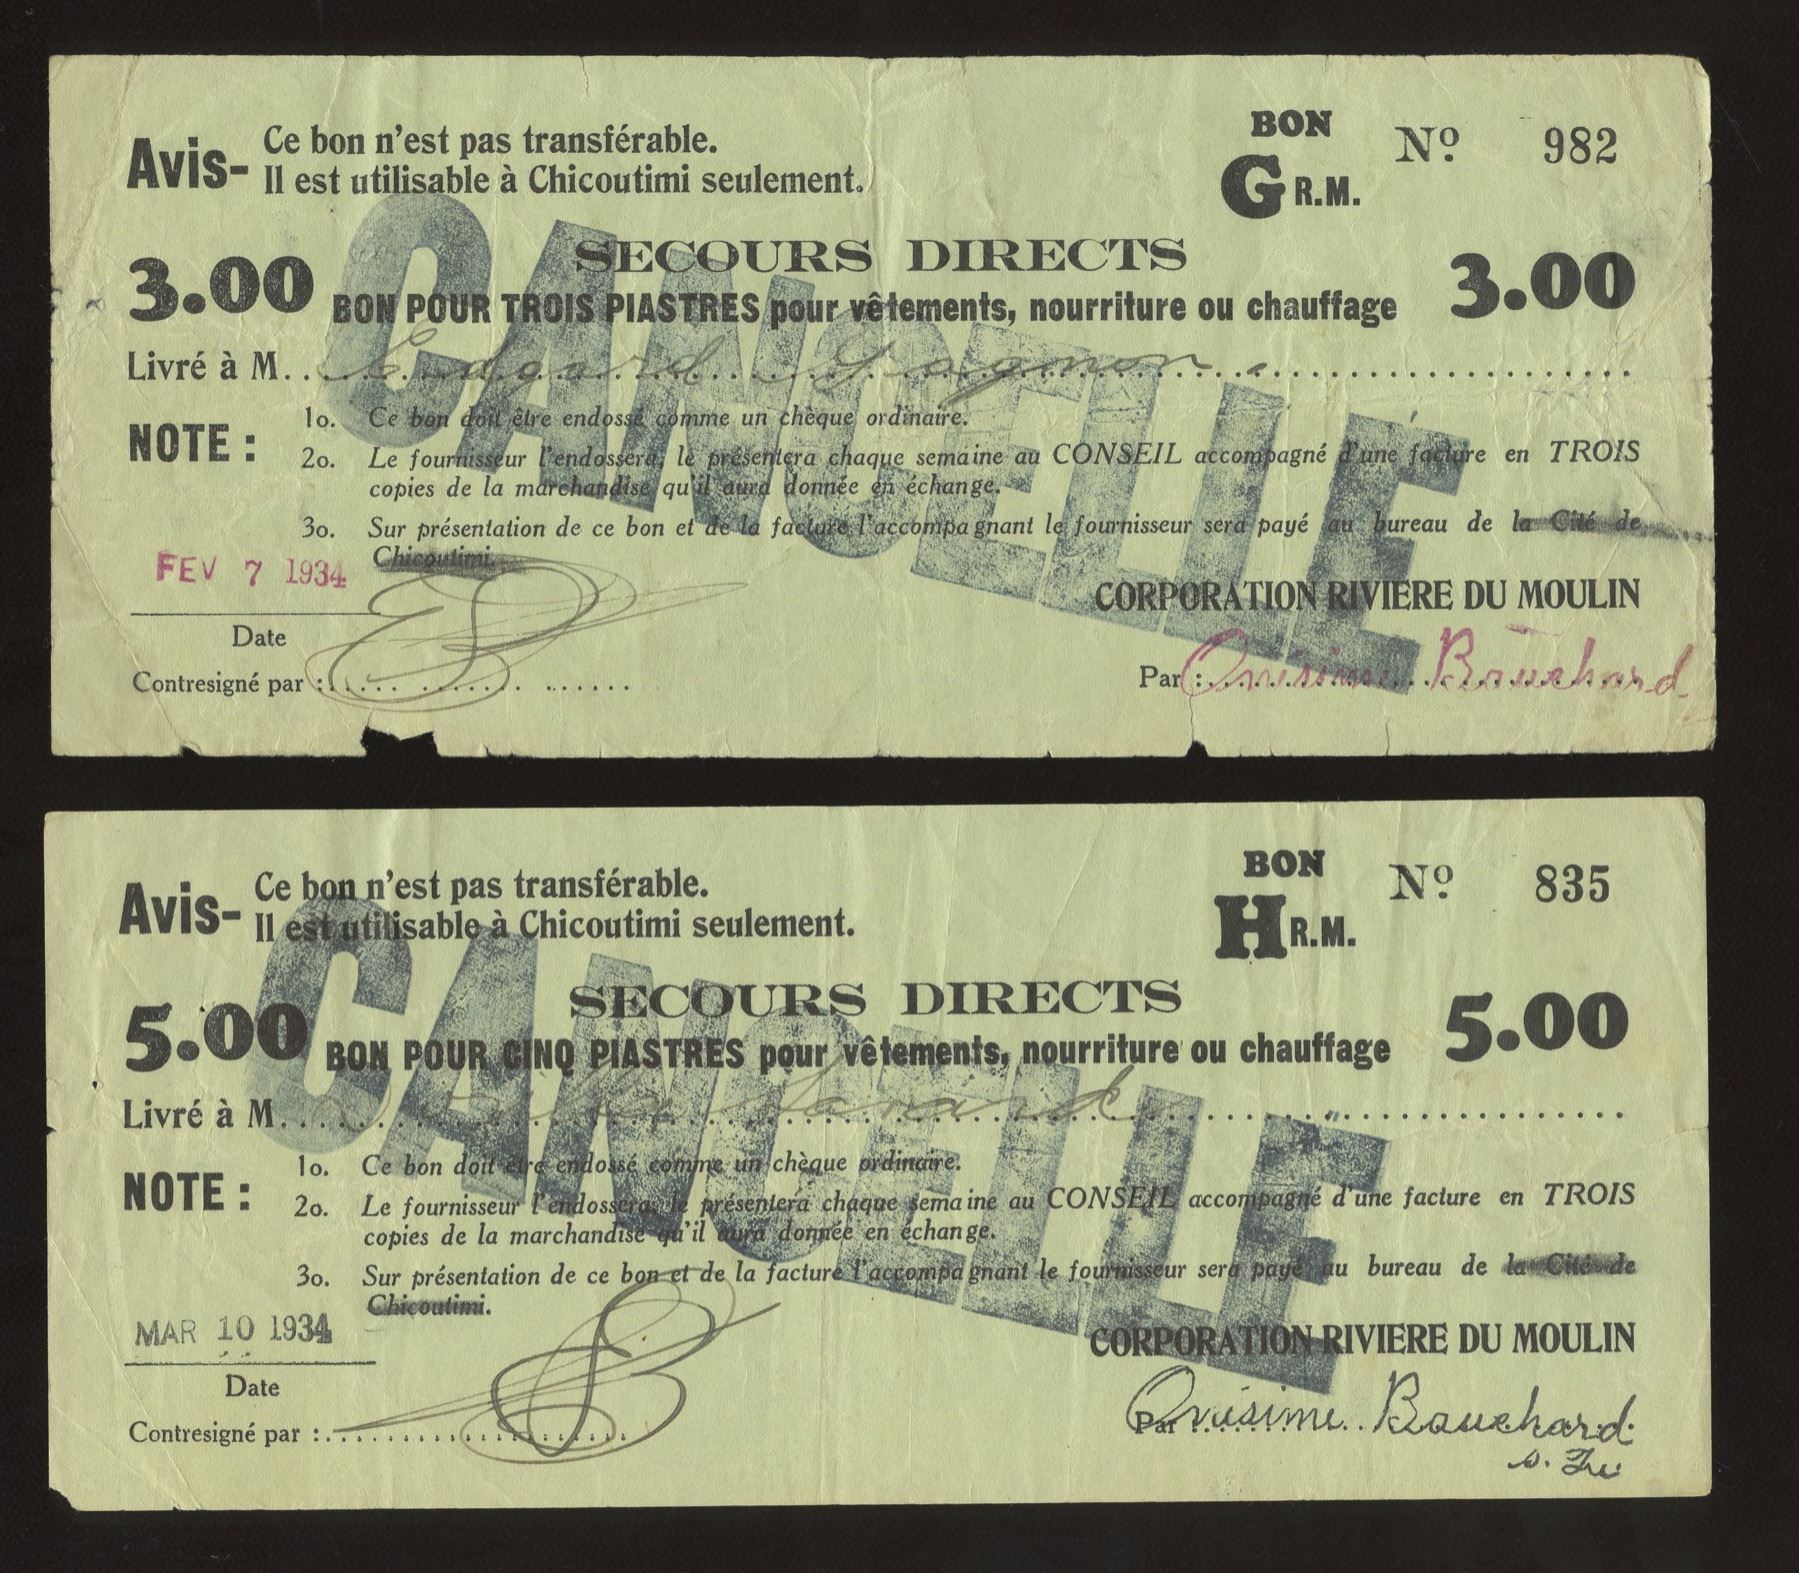 Avis- Ce bon n'est pas transférable.
Il est utilisable à Chicoutimi seulement.
BON
G R.M.
Nº 982
SECOURS DIRECTS
3.00 BON POUR TROIS PIASTRES pour vêtements, nourriture ou chauffage 3.00
Livré à M. Edgard Gagnon
NOTE :
1o. Ce bon doit être endossé comme un chèque ordinaire.
2o. Le fournisseur l'endossera, le présentera chaque semaine au CONSEIL accompagné d'une facture en TROIS
copies de la marchandise qu'il aura donnée en échange.
3o. Sur présentation de ce bon et de la facture l'accompagnant le fournisseur sera payé au bureau de la Cité de
Chicoutimi.
FEV 7 1934
CORPORATION RIVIERE DU MOULIN
Date
Contresigné par :
Par : Onisime Bouchard
CANCELLE
Avis- Ce bon n'est pas transférable.
Il est utilisable à Chicoutimi seulement.
BON
H R.M.
Nº 835
SECOURS DIRECTS
5.00 BON POUR CINQ PIASTRES pour vêtements, nourriture ou chauffage 5.00
Livré à M. Savard
NOTE :
1o. Ce bon doit être endossé comme un chèque ordinaire.
2o. Le fournisseur l'endossera, le présentera chaque semaine au CONSEIL accompagné d'une facture en TROIS
copies de la marchandise qu'il aura donnée en échange.
3o. Sur présentation de ce bon et de la facture l'accompagnant le fournisseur sera payé au bureau de la Cité de
Chicoutimi.
MAR 10 1934
CORPORATION RIVIERE DU MOULIN
Date
Contresigné par :
Par Onisime Bouchard
CANCELLE